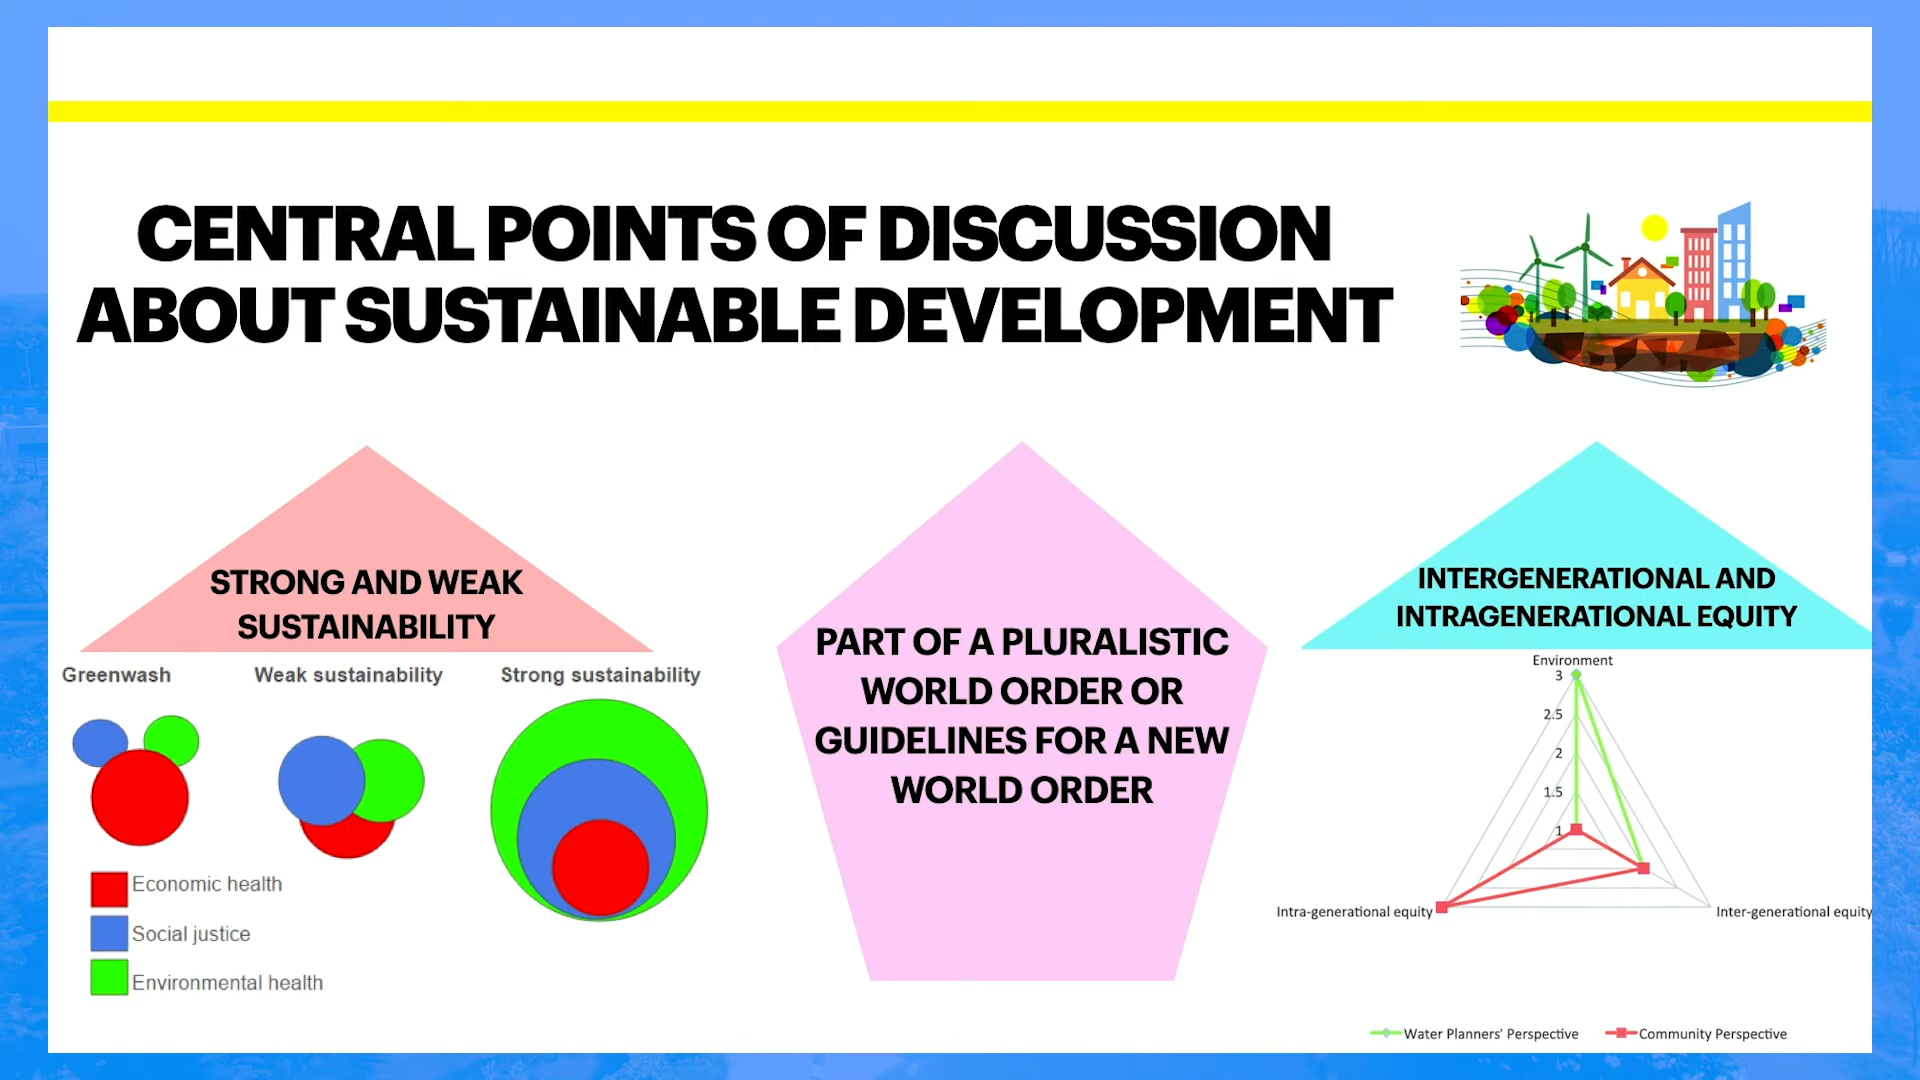 CENTRAL POINTS OF DISCUSSION
ABOUT SUSTAINABLE DEVELOPMENT
STRONG AND WEAK
SUSTAINABILITY
Greenwash
Weak sustainability
Strong sustainability
Economic health
Social justice
Environmental health
PART OF A PLURALISTIC
WORLD ORDER OR
GUIDELINES FOR A NEW
WORLD ORDER
INTERGENERATIONAL AND
INTRAGENERATIONAL EQUITY
Environment
3
2.5
2
1.5
1
Intra-generational equity
Inter-generational equity
Water Planners' Perspective
Community Perspective